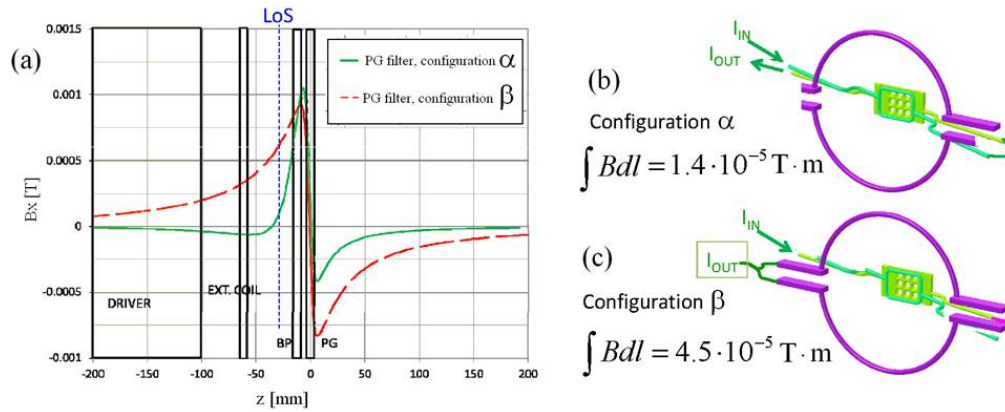 (a)
LoS
0.0015
0.001
0.0005
0
-0.0005
-0.001
Bx [T]
PG filter, configuration α
PG filter, configuration β
DRIVER
EXT. COIL
BP
PG
-200
-150
-100
-50
0
50
100
150
200
z [mm]
(b)
I_IN
I_OUT
Configuration α
∫ Bdl = 1.4·10⁻⁵ T·m
(c)
I_IN
I_OUT
Configuration β
∫ Bdl = 4.5·10⁻⁵ T·m